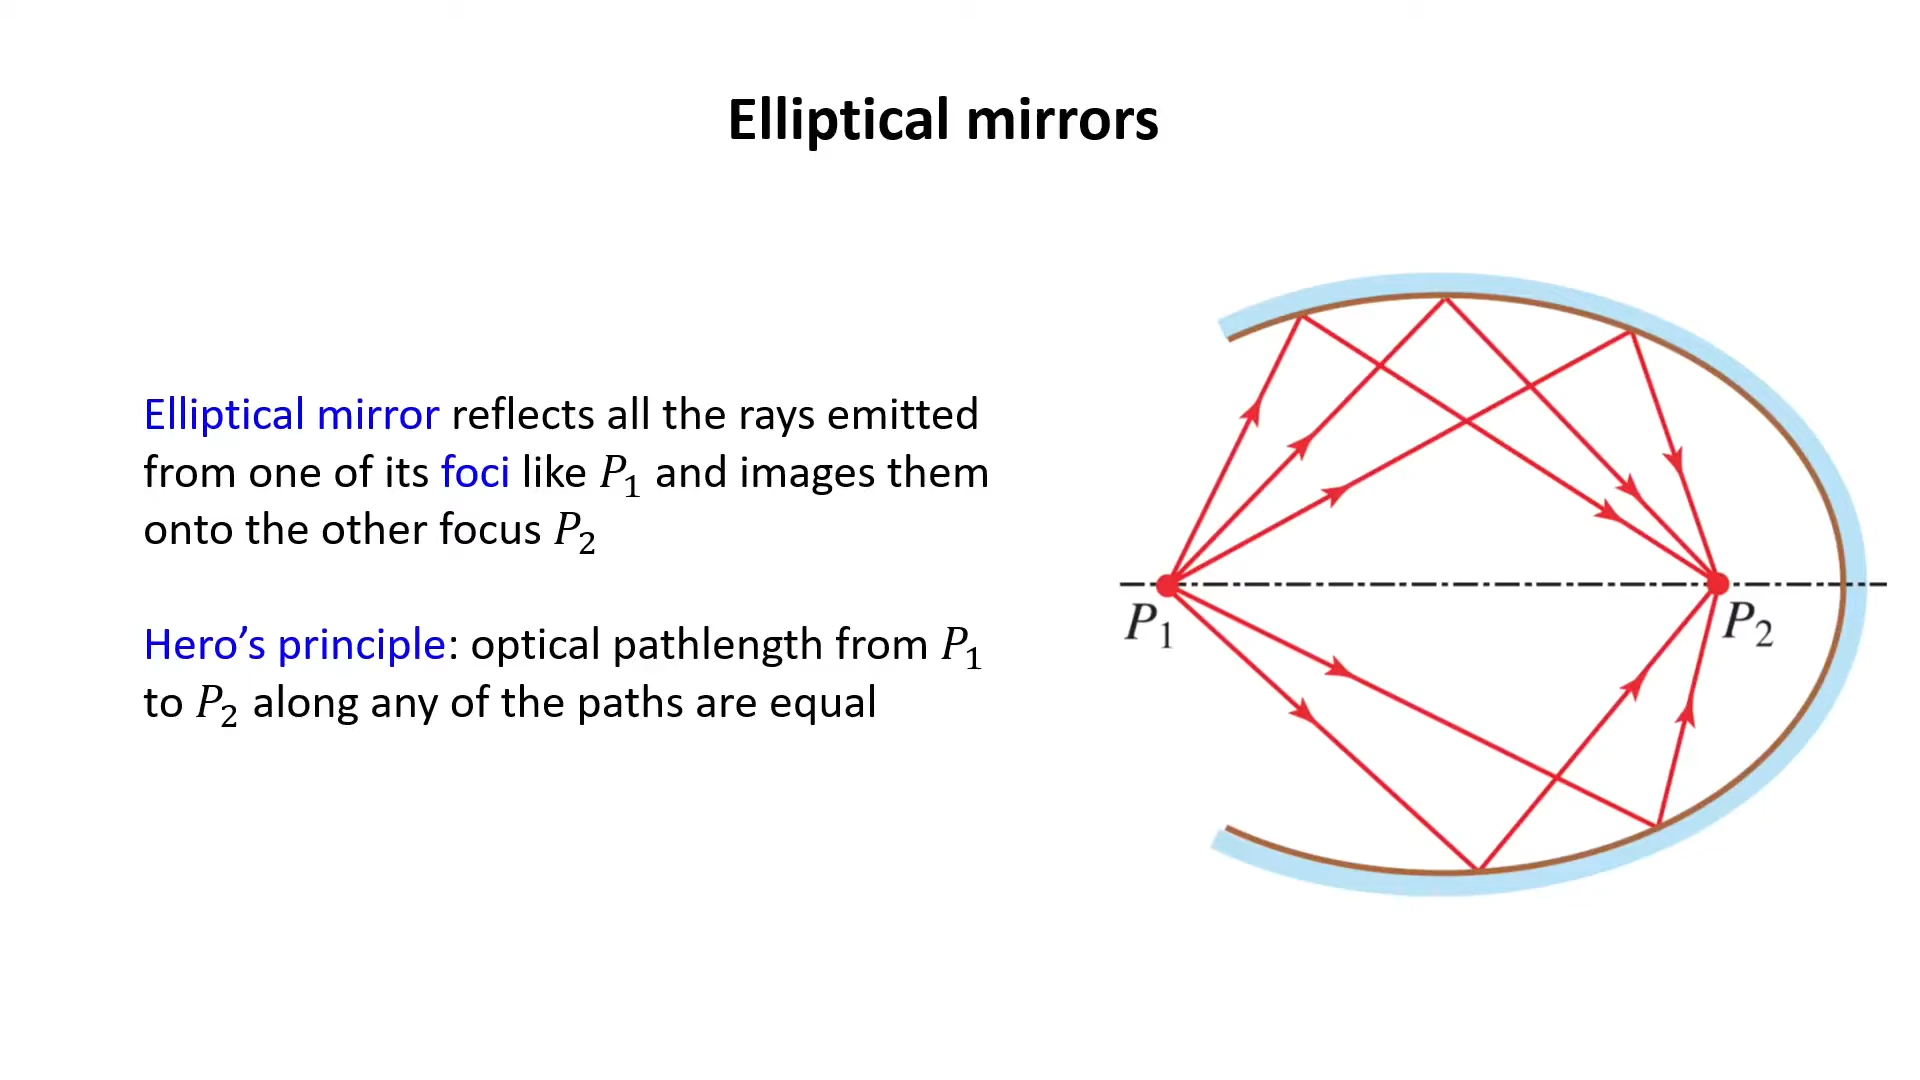 Elliptical mirrors
Elliptical mirror reflects all the rays emitted
from one of its foci like P₁ and images them
onto the other focus P₂
Hero’s principle: optical pathlength from P₁
to P₂ along any of the paths are equal
P₁
P₂